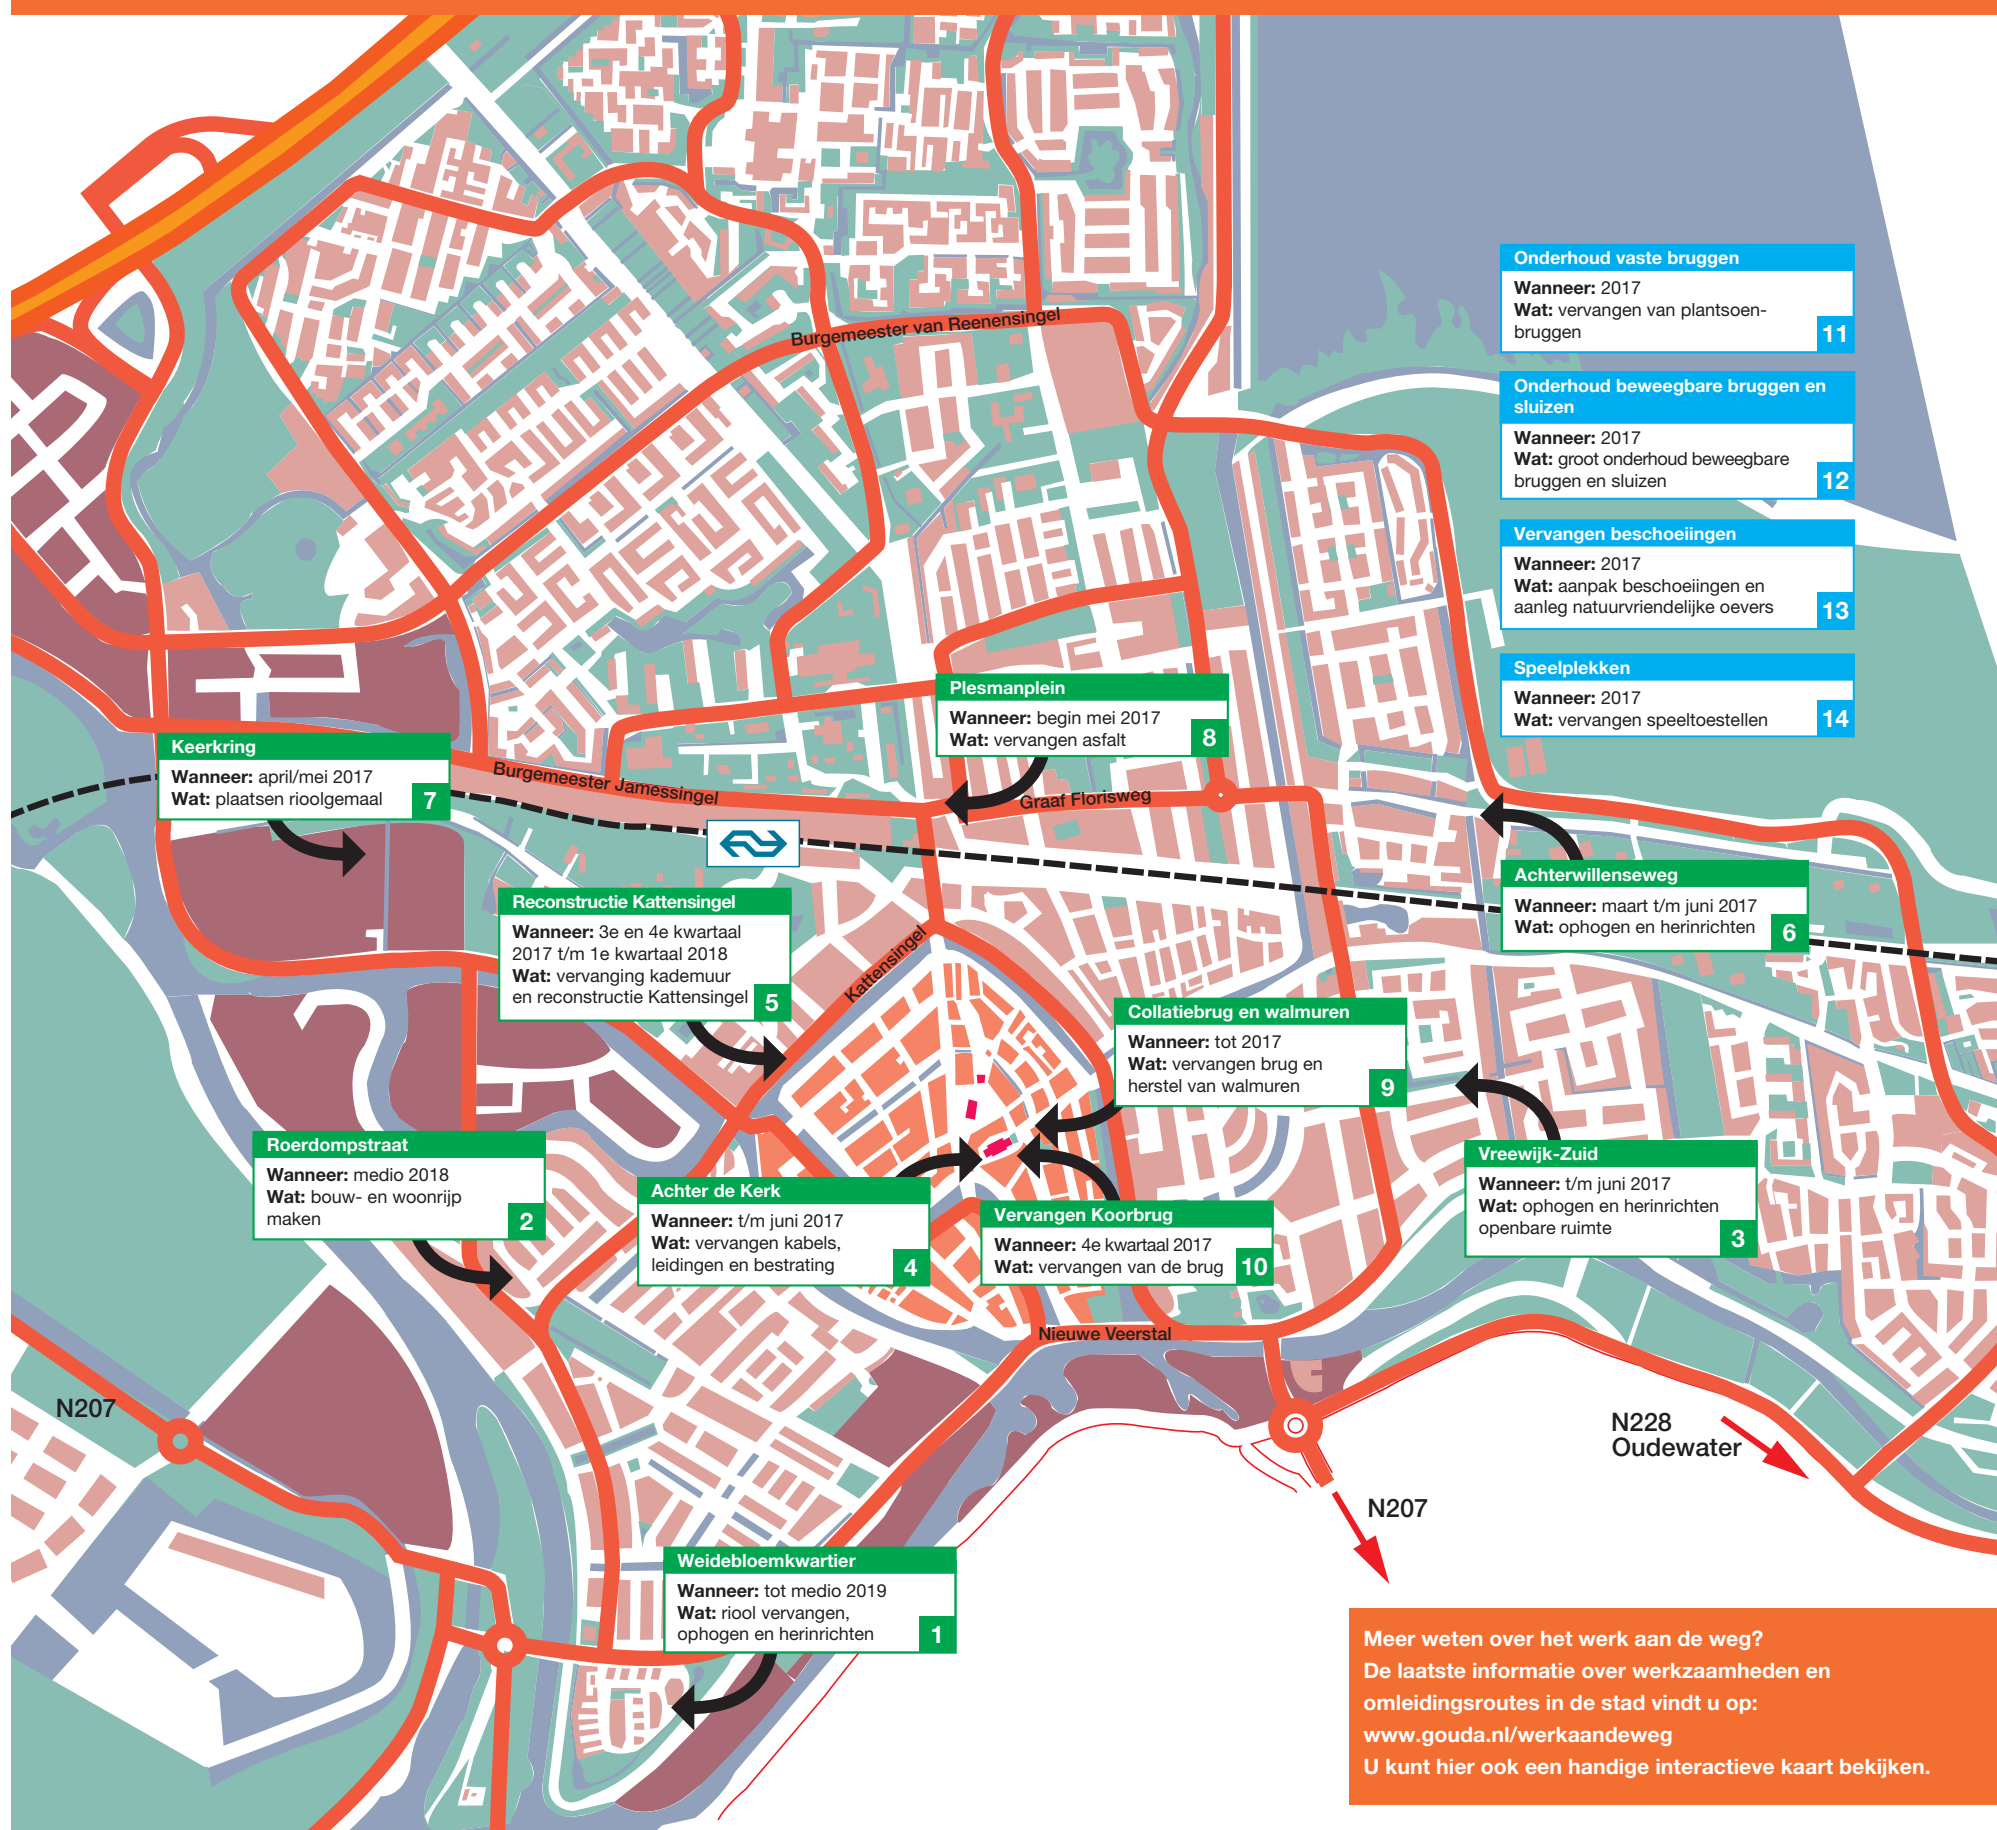 Burgemeester van Reenensingel
Onderhoud vaste bruggen
Wanneer: 2017
Wat: vervangen van plantsoen-
bruggen
11
Onderhoud beweegbare bruggen en
sluizen
Wanneer: 2017
Wat: groot onderhoud beweegbare
bruggen en sluizen
12
Vervangen beschoeiingen
Wanneer: 2017
Wat: aanpak beschoeiingen en
aanleg natuurvriendelijke oevers
13
Speelplekken
Wanneer: 2017
Wat: vervangen speeltoestellen
14
Plesmanplein
Wanneer: begin mei 2017
Wat: vervangen asfalt
8
Keerkring
Wanneer: april/mei 2017
Wat: plaatsen rioolgemaal
7
Burgemeester Jamessingel
Graaf Florisweg
Achterwillenseweg
Wanneer: maart t/m juni 2017
Wat: ophogen en herinrichten
6
Reconstructie Kattensingel
Wanneer: 3e en 4e kwartaal
2017 t/m 1e kwartaal 2018
Wat: vervanging kademuur
en reconstructie Kattensingel
5
Kattensingel
Collatiebrug en walmuren
Wanneer: tot 2017
Wat: vervangen brug en
herstel van walmuren
9
Roerdompstraat
Wanneer: medio 2018
Wat: bouw- en woonrijp
maken
2
Achter de Kerk
Wanneer: t/m juni 2017
Wat: vervangen kabels,
leidingen en bestrating
4
Vervangen Koorbrug
Wanneer: 4e kwartaal 2017
Wat: vervangen van de brug
10
Vreewijk-Zuid
Wanneer: t/m juni 2017
Wat: ophogen en herinrichten
openbare ruimte
3
Nieuwe Veerstal
N207
N228
Oudewater
N207
Weidebloemkwartier
Wanneer: tot medio 2019
Wat: riool vervangen,
ophogen en herinrichten
1
Meer weten over het werk aan de weg?
De laatste informatie over werkzaamheden en
omleidingsroutes in de stad vindt u op:
www.gouda.nl/werkaandeweg
U kunt hier ook een handige interactieve kaart bekijken.